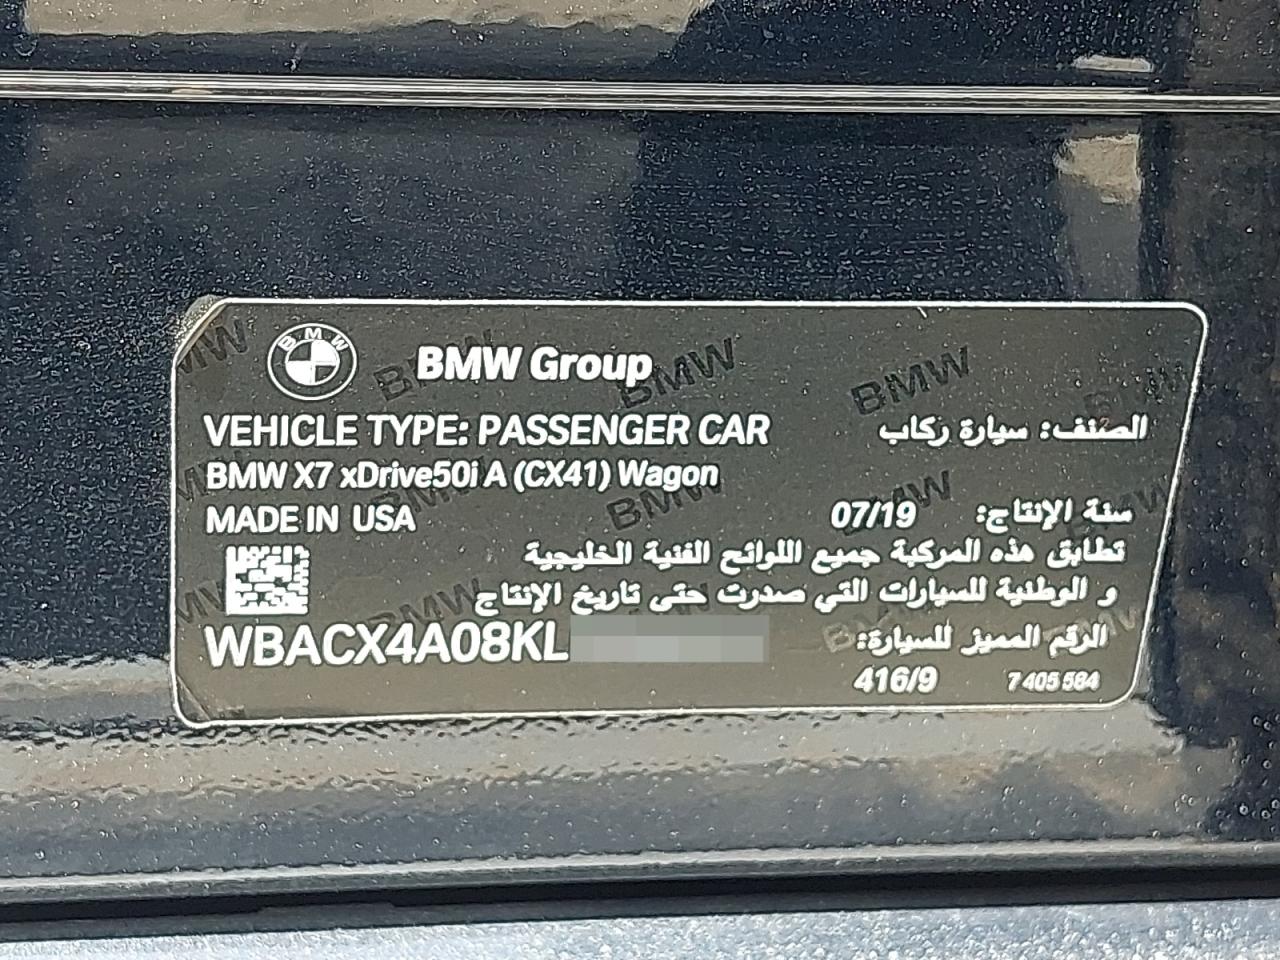 BMW
BMW Group
VEHICLE TYPE: PASSENGER CAR الصنف: سيارة ركاب
BMW X7 xDrive50i A (CX41) Wagon
MADE IN USA 07/19 سنة الإنتاج:
تطابق هذه المركبة جميع اللوائح الفنية الخليجية
و الوطنية للسيارات التي صدرت حتى تاريخ الإنتاج
WBACX4A08KL الرقم المميز للسيارة:
416/9 7 405 584